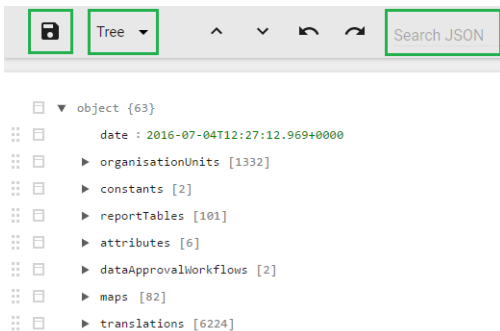 Tree Search JSON
object {63}
date : 2016-07-04T12:27:12.969+0000
organisationUnits [1332]
constants [2]
reportTables [101]
attributes [6]
dataApprovalWorkflows [2]
maps [82]
translations [6224]